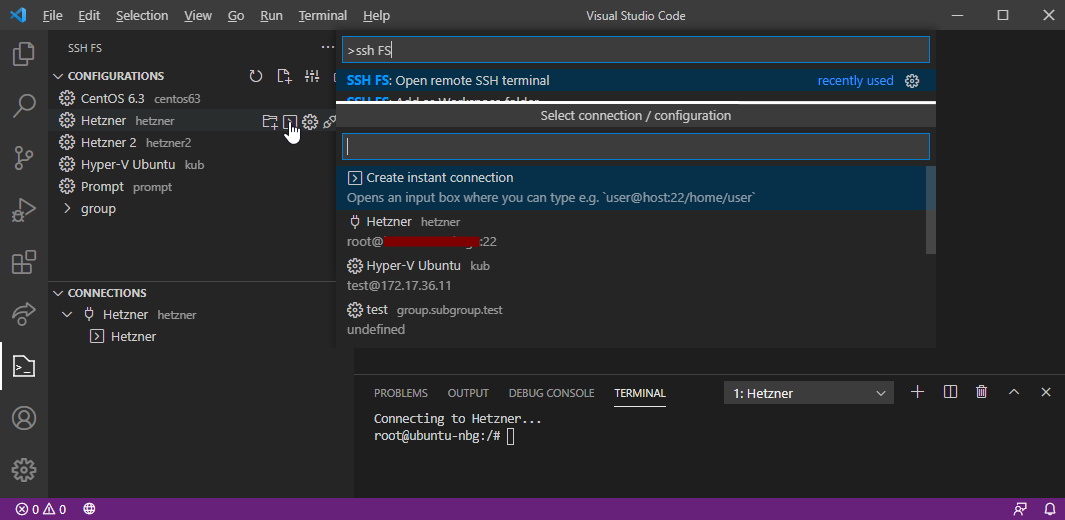 File Edit Selection View Go Run Terminal Help
Visual Studio Code
SSH FS
CONFIGURATIONS
CentOS 6.3 centos63
Hetzner hetzner
Hetzner 2 hetzner2
Hyper-V Ubuntu kub
Prompt prompt
group
CONNECTIONS
Hetzner hetzner
Hetzner
>ssh FS
SSH FS: Open remote SSH terminal recently used
SSH FS: Add as Workspace folder
Select connection / configuration
Create instant connection
Opens an input box where you can type e.g. `user@host:22/home/user`
Hetzner hetzner
root@ :22
Hyper-V Ubuntu kub
test@172.17.36.11
test group.subgroup.test
undefined
PROBLEMS OUTPUT DEBUG CONSOLE TERMINAL 1: Hetzner
Connecting to Hetzner...
root@ubuntu-nbg:/#
0 0